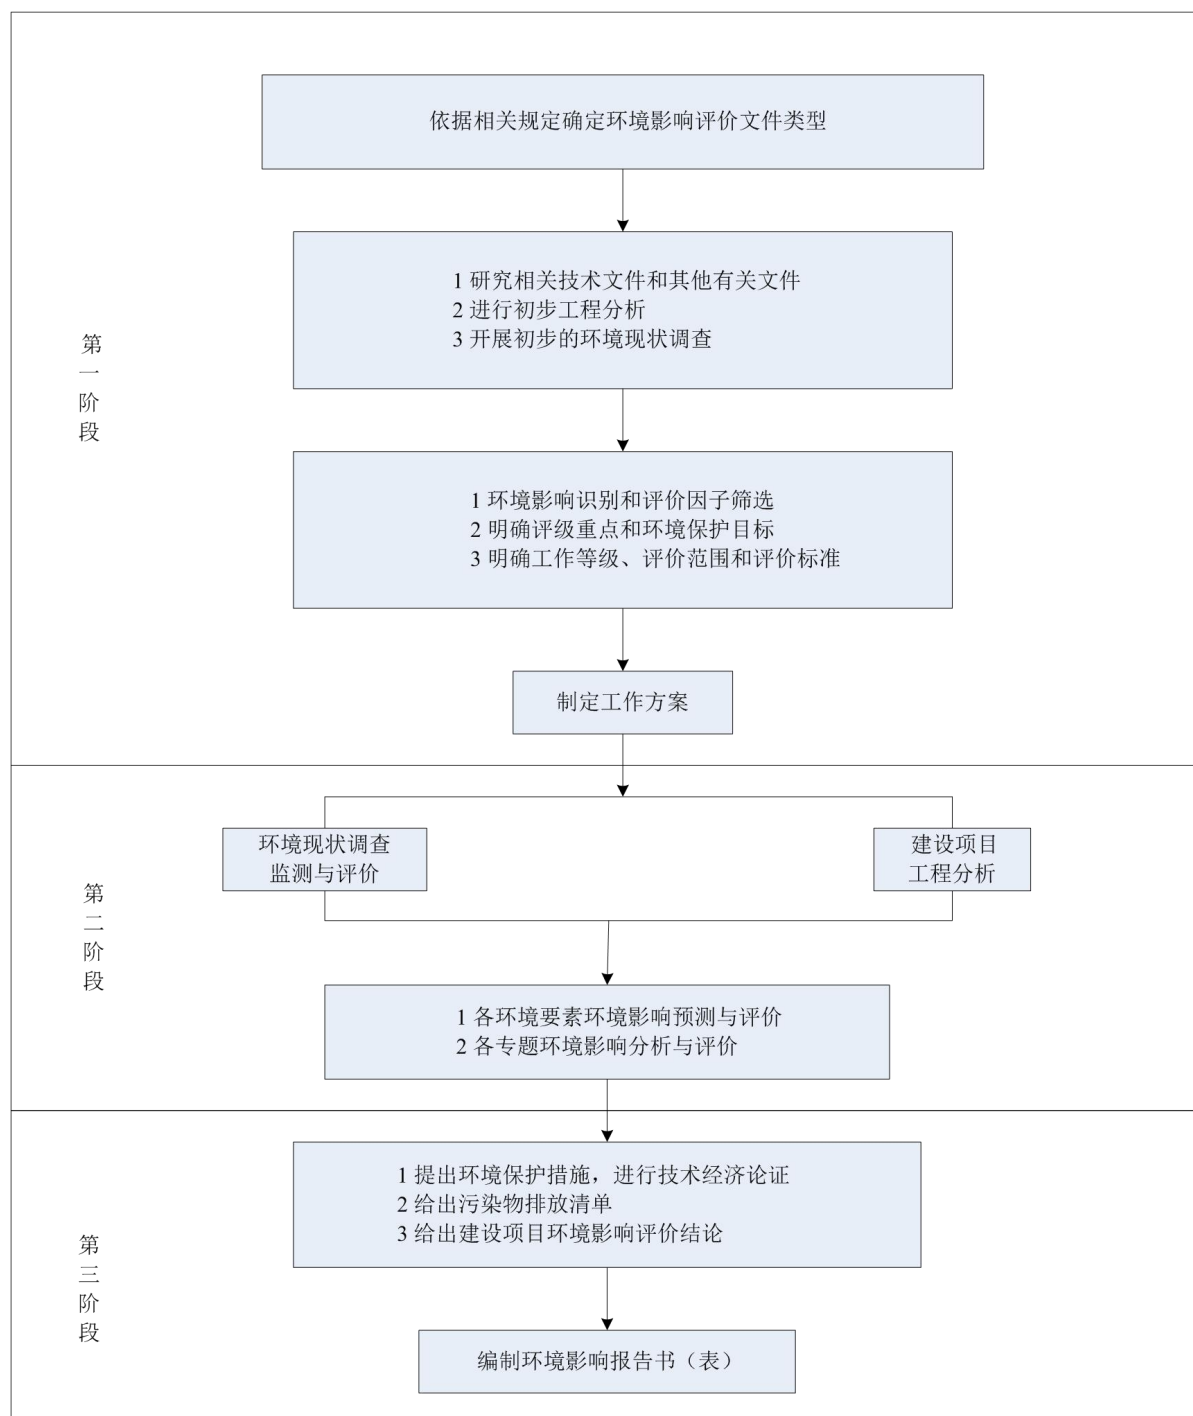 依据相关规定确定环境影响评价文件类型
1 研究相关技术文件和其他有关文件
2 进行初步工程分析
3 开展初步的环境现状调查
第一阶段
1 环境影响识别和评价因子筛选
2 明确评级重点和环境保护目标
3 明确工作等级、评价范围和评价标准
制定工作方案
环境现状调查
监测与评价
建设项目
工程分析
第二阶段
1 各环境要素环境影响预测与评价
2 各专题环境影响分析与评价
1 提出环境保护措施，进行技术经济论证
2 给出污染物排放清单
3 给出建设项目环境影响评价结论
第三阶段
编制环境影响报告书（表）